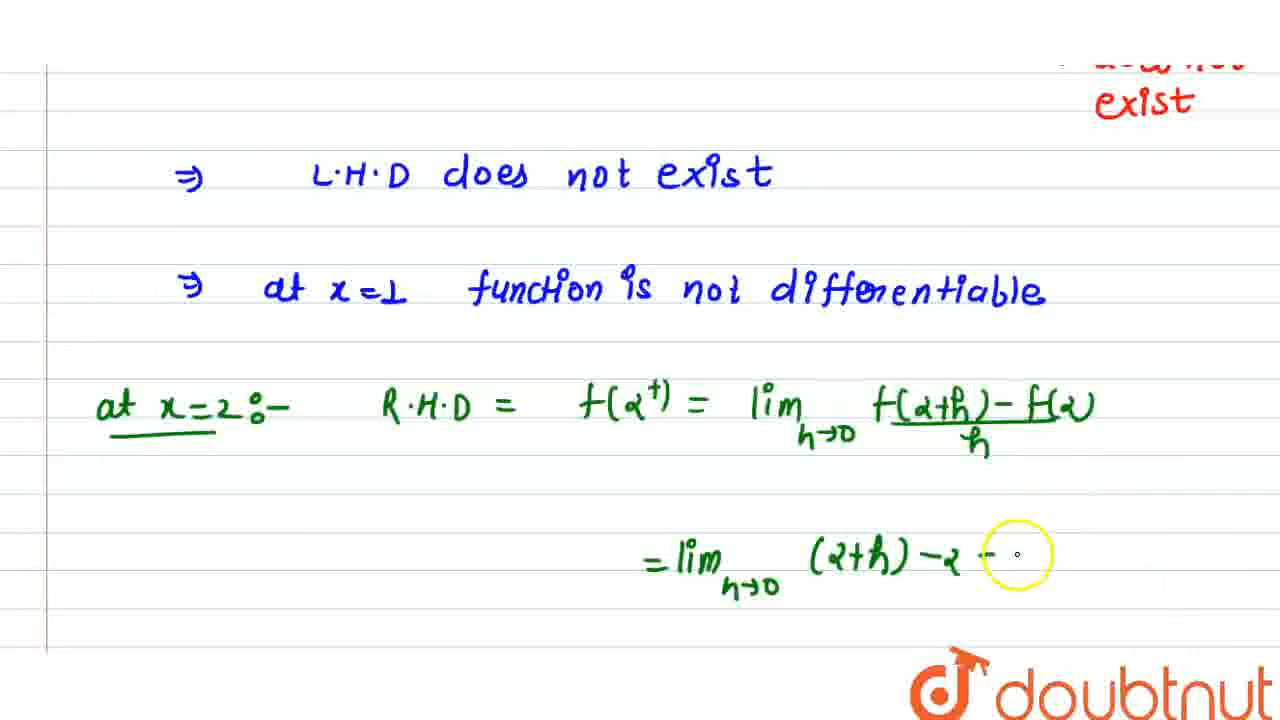 exist
⇒ L.H.D does not exist
⇒ at x=1 function is not differentiable
at x=2:- R.H.D = f(2⁺) = lim h→0 f(2+h)-f(2) / h
= lim h→0 (2+h) -2 -
doubtnut